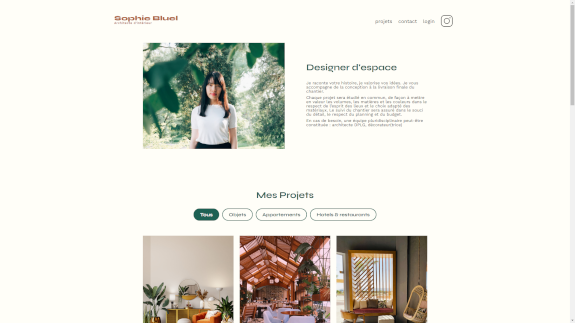 Sophie Bluel
architecte d'intérieur
projets
contact
login
Designer d'espace
Je raconte votre histoire, je valorise vos idées. Je vous
accompagne de la conception à la livraison finale du
chantier.
Chaque projet sera étudié en commun, de façon à mettre
en valeur les volumes, les matières et les couleurs dans le
respect de l'esprit des lieux et le choix adapté des
matériaux. Le suivi du chantier sera assuré dans le souci
du détail, le respect du planning et du budget.
En cas de besoin, une équipe pluridisciplinaire peut être
constituée : architecte DPLG, décorateur(trice)
Mes Projets
Tous
Objets
Appartements
Hotels & restaurants